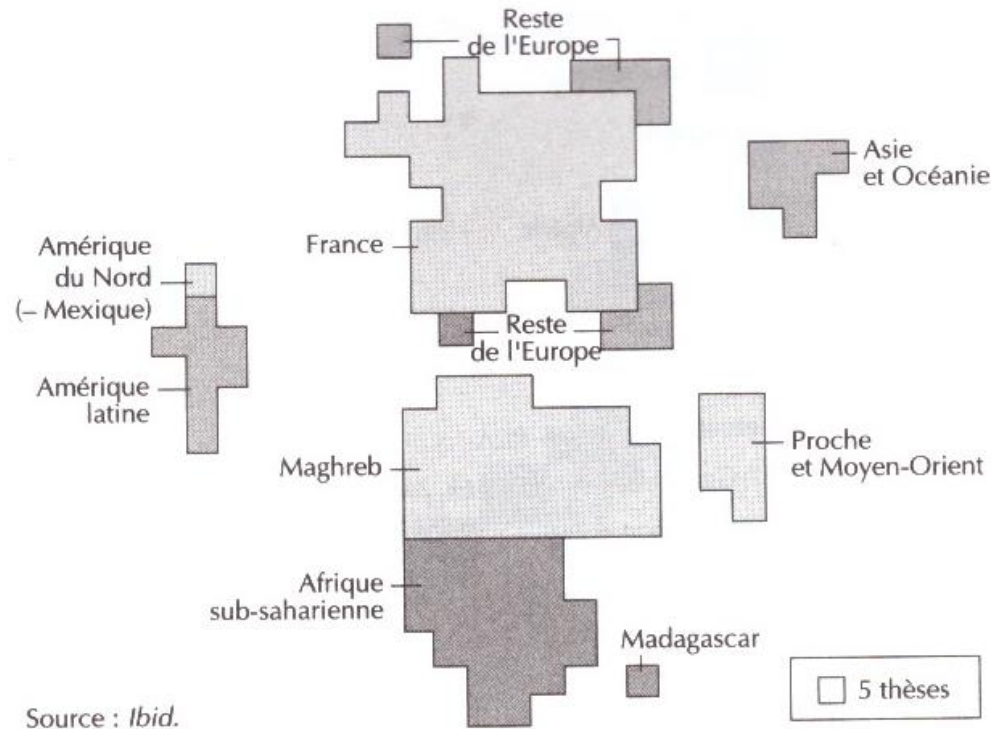 Reste
de l'Europe
Asie
et Océanie
France
Amérique
du Nord
(– Mexique)
Reste
de l'Europe
Amérique
latine
Maghreb
Proche
et Moyen-Orient
Afrique
sub-saharienne
Madagascar
5 thèses
Source : Ibid.